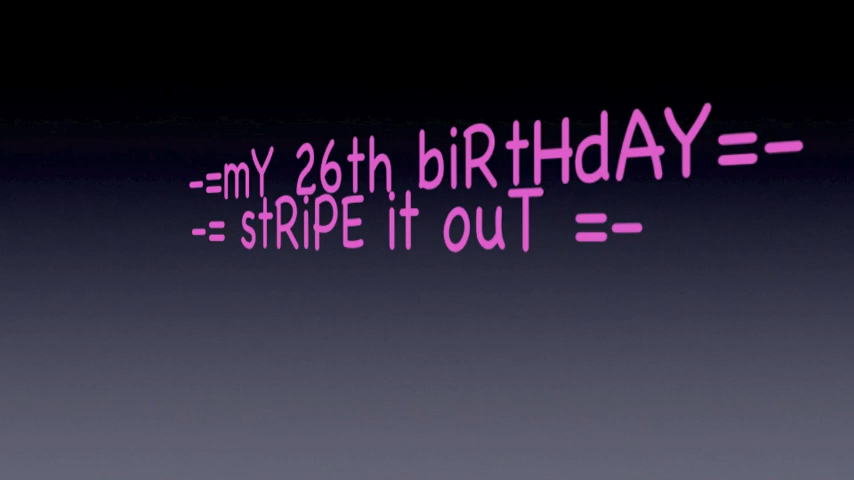 -=mY 26th biRtHdAY=-
-= stRiPE it ouT =-